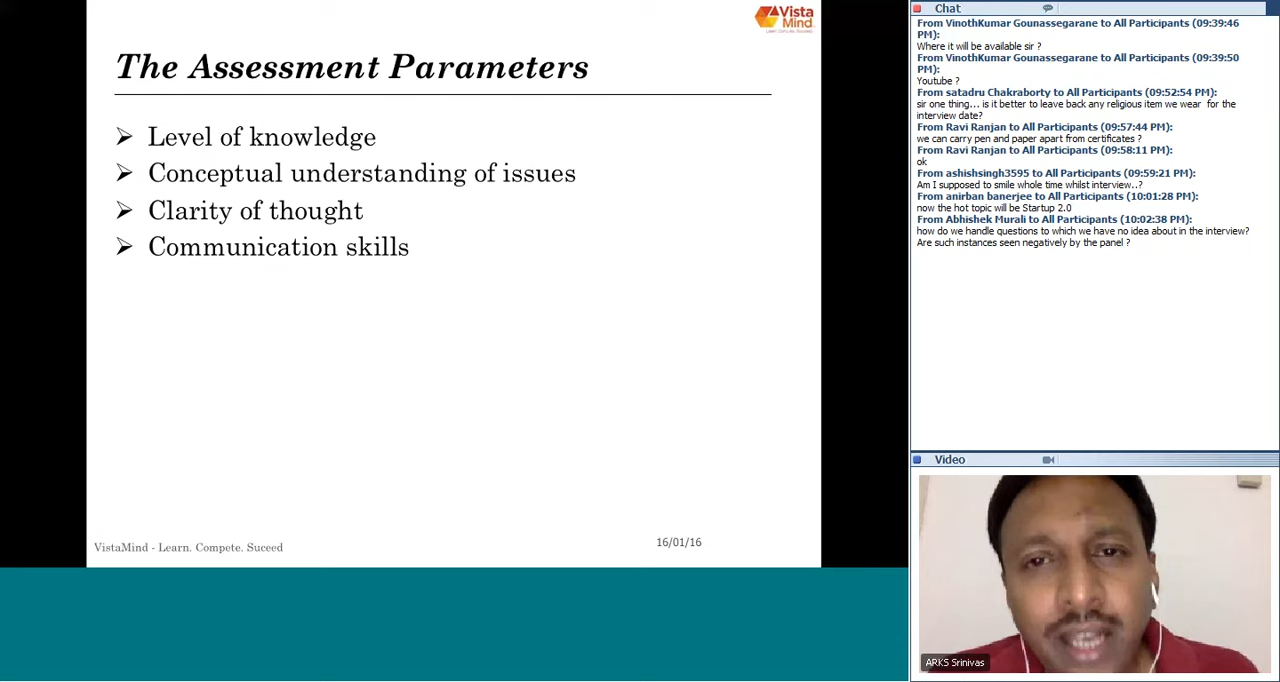 Vista
Mind
The Assessment Parameters
Level of knowledge
Conceptual understanding of issues
Clarity of thought
Communication skills
VistaMind - Learn. Compete. Suceed
16/01/16
Chat
From VinothKumar Gounassegarane to All Participants (09:39:46
PM):
Where it will be available sir ?
From VinothKumar Gounassegarane to All Participants (09:39:50
PM):
Youtube ?
From satadru Chakraborty to All Participants (09:52:54 PM):
sir one thing... is it better to leave back any religious item we wear for the
interview date?
From Ravi Ranjan to All Participants (09:57:44 PM):
we can carry pen and paper apart from certificates ?
From Ravi Ranjan to All Participants (09:58:11 PM):
ok
From ashishsingh3595 to All Participants (09:59:21 PM):
Am I supposed to smile whole time whilst interview..?
From anirban banerjee to All Participants (10:01:28 PM):
now the hot topic will be Startup 2.0
From Abhishek Murali to All Participants (10:02:38 PM):
how do we handle questions to which we have no idea about in the interview?
Are such instances seen negatively by the panel ?
Video
ARKS Srinivas